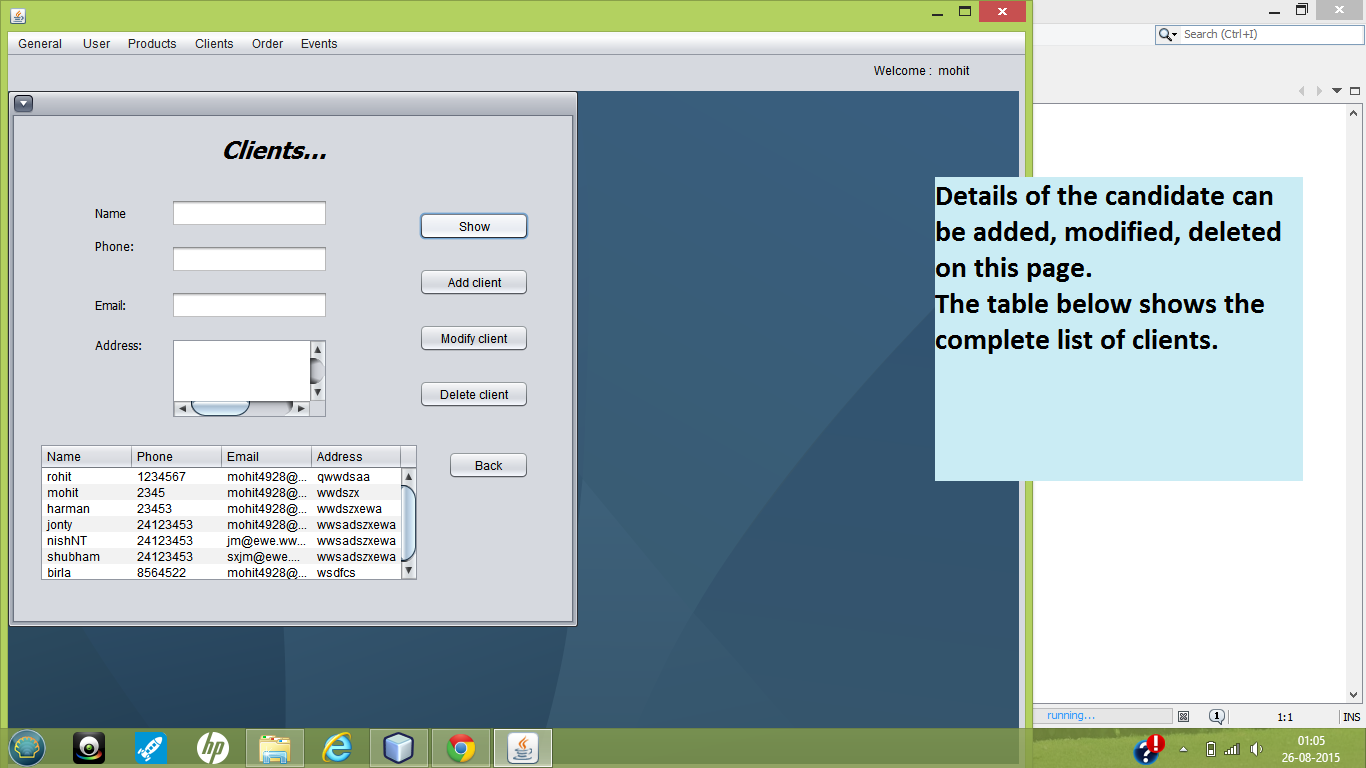 General User Products Clients Order Events
Search (Ctrl+I)
Welcome : mohit
Clients...
Name
Show
Phone:
Add client
Email:
Modify client
Address:
Delete client
Back
Name Phone Email Address
rohit 1234567 mohit4928@... qwwdsaa
mohit 2345 mohit4928@... wwdszx
harman 23453 mohit4928@... wwdszxewa
jonty 24123453 mohit4928@... wwsadszxewa
nishNT 24123453 jm@ewe.ww... wwsadszxewa
shubham 24123453 sxjm@ewe.... wwsadszxewa
birla 8564522 mohit4928@... wsdfcs
Details of the candidate can
be added, modified, deleted
on this page.
The table below shows the
complete list of clients.
running...
1
1:1
INS
hp
01:05
26-08-2015